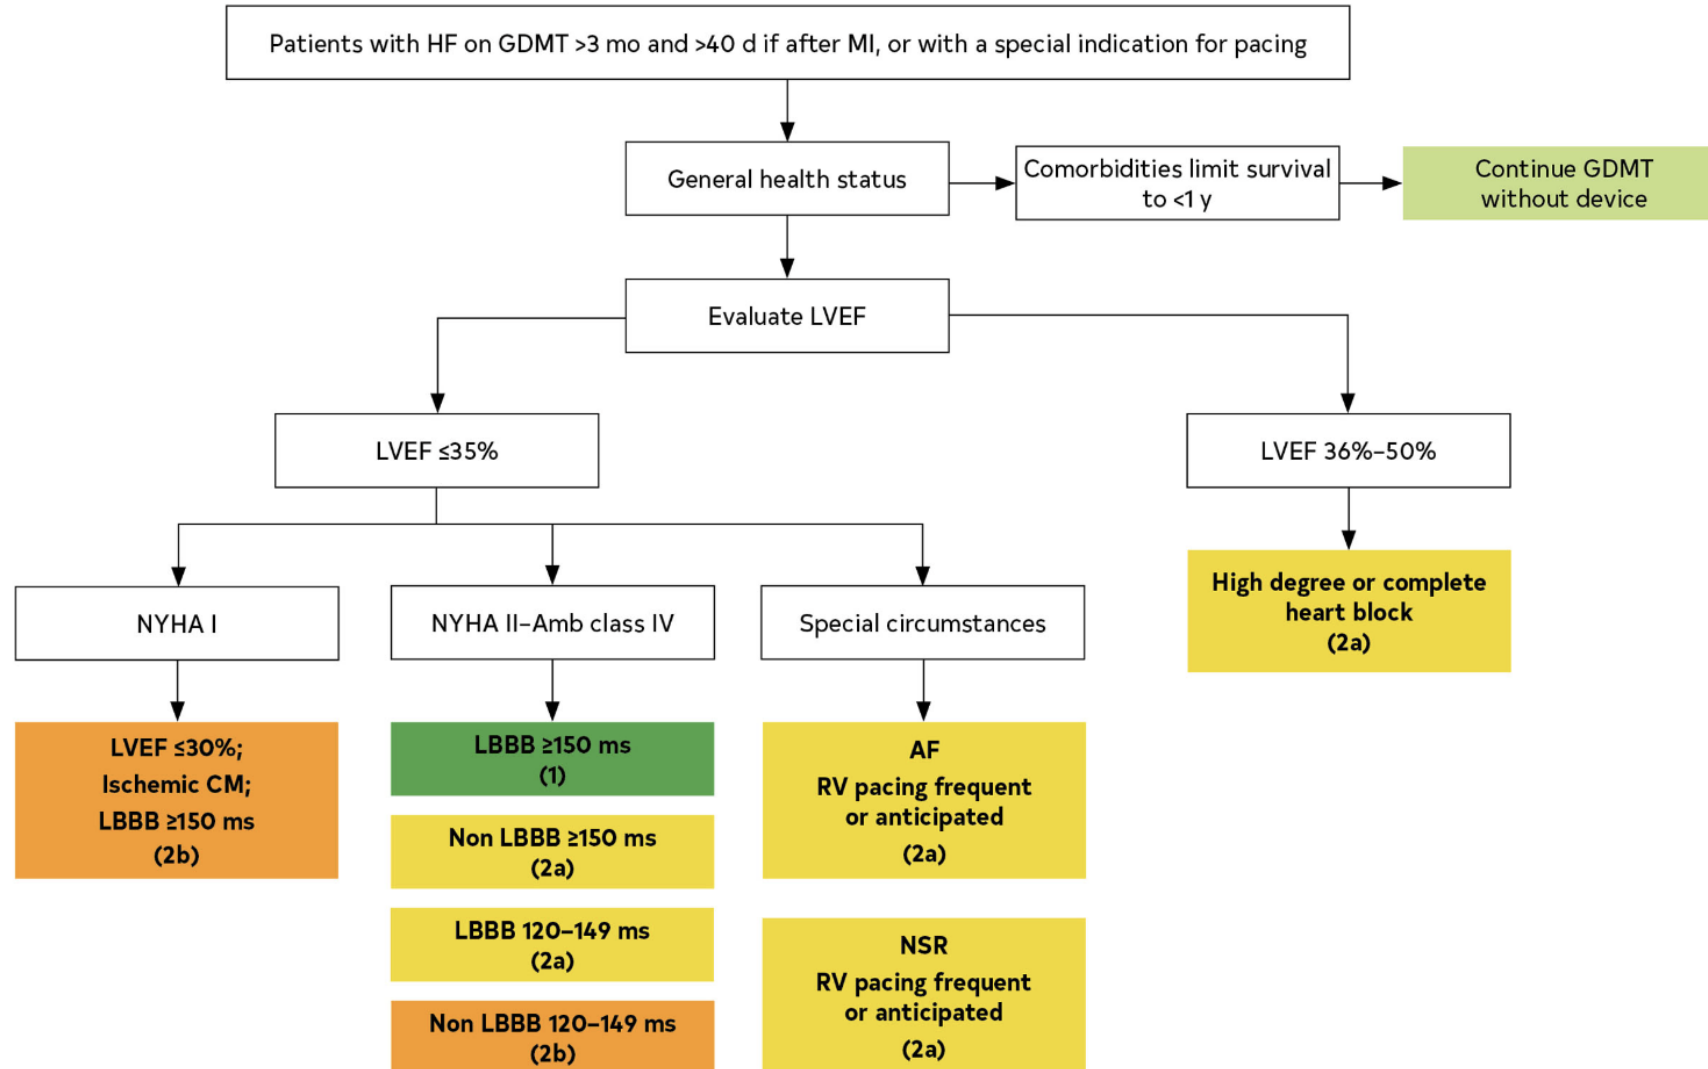 Patients with HF on GDMT >3 mo and >40 d if after MI, or with a special indication for pacing
General health status
Comorbidities limit survival
to <1 y
Continue GDMT
without device
Evaluate LVEF
LVEF ≤35%
LVEF 36%–50%
NYHA I
NYHA II–Amb class IV
Special circumstances
High degree or complete
heart block
(2a)
LVEF ≤30%;
Ischemic CM;
LBBB ≥150 ms
(2b)
LBBB ≥150 ms
(1)
Non LBBB ≥150 ms
(2a)
LBBB 120–149 ms
(2a)
Non LBBB 120–149 ms
(2b)
AF
RV pacing frequent
or anticipated
(2a)
NSR
RV pacing frequent
or anticipated
(2a)